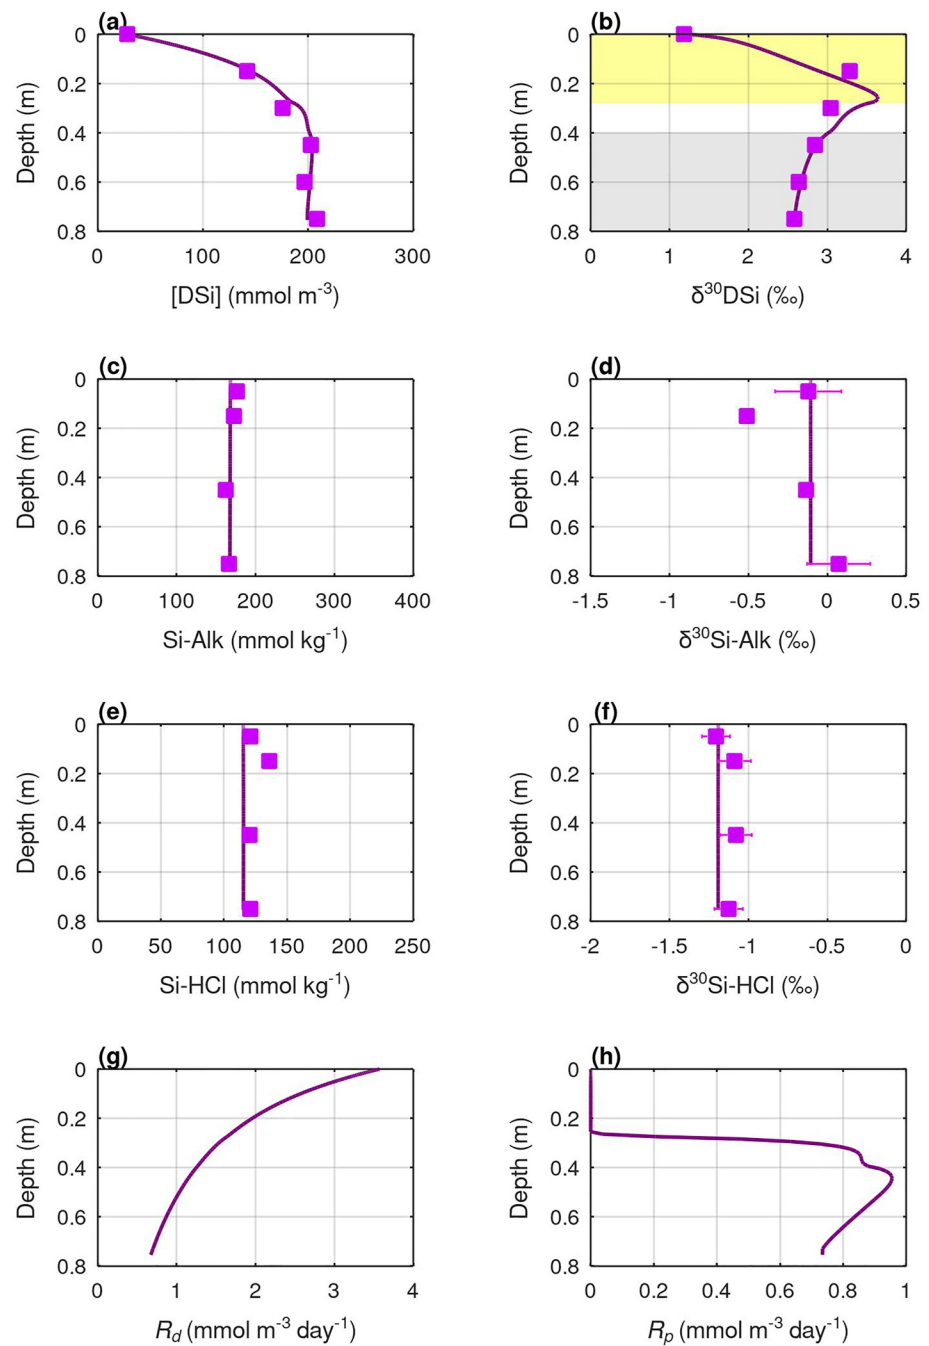 (a)
0
0.2
0.4
0.6
0.8
Depth (m)
0 100 200 300
[DSi] (mmol m-3)
(b)
0
0.2
0.4
0.6
0.8
Depth (m)
0 1 2 3 4
δ30DSi (‰)
(c)
0
0.2
0.4
0.6
0.8
Depth (m)
0 100 200 300 400
Si-Alk (mmol kg-1)
(d)
0
0.2
0.4
0.6
0.8
Depth (m)
-1.5 -1 -0.5 0 0.5
δ30Si-Alk (‰)
(e)
0
0.2
0.4
0.6
0.8
Depth (m)
0 50 100 150 200 250
Si-HCl (mmol kg-1)
(f)
0
0.2
0.4
0.6
0.8
Depth (m)
-2 -1.5 -1 -0.5 0
δ30Si-HCl (‰)
(g)
0
0.2
0.4
0.6
0.8
Depth (m)
0 1 2 3 4
Rd (mmol m-3 day-1)
(h)
0
0.2
0.4
0.6
0.8
Depth (m)
0 0.2 0.4 0.6 0.8 1
Rp (mmol m-3 day-1)